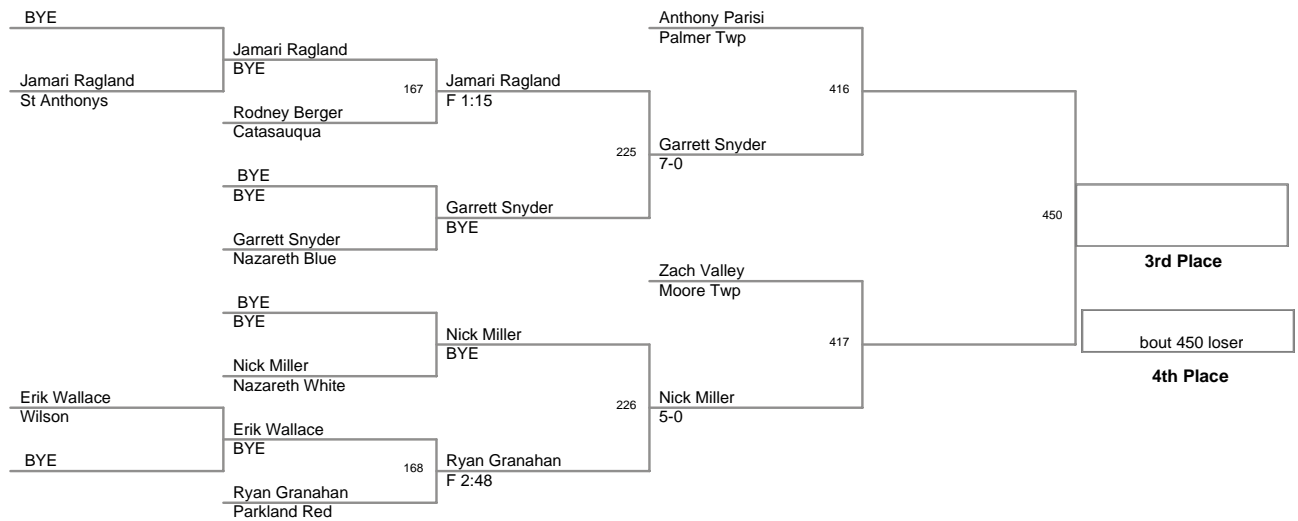 BYE
Jamari Ragland
St Anthonys
Jamari Ragland
BYE
167
Rodney Berger
Catasauqua
Jamari Ragland
F 1:15
BYE
BYE
Garrett Snyder
Nazareth Blue
Garrett Snyder
BYE
225
Anthony Parisi
Palmer Twp
416
Garrett Snyder
7-0
BYE
BYE
Nick Miller
Nazareth White
Nick Miller
BYE
Erik Wallace
Wilson
BYE
Erik Wallace
BYE
168
Ryan Granahan
Parkland Red
Ryan Granahan
F 2:48
226
Zach Valley
Moore Twp
417
Nick Miller
5-0
450
3rd Place
bout 450 loser
4th Place